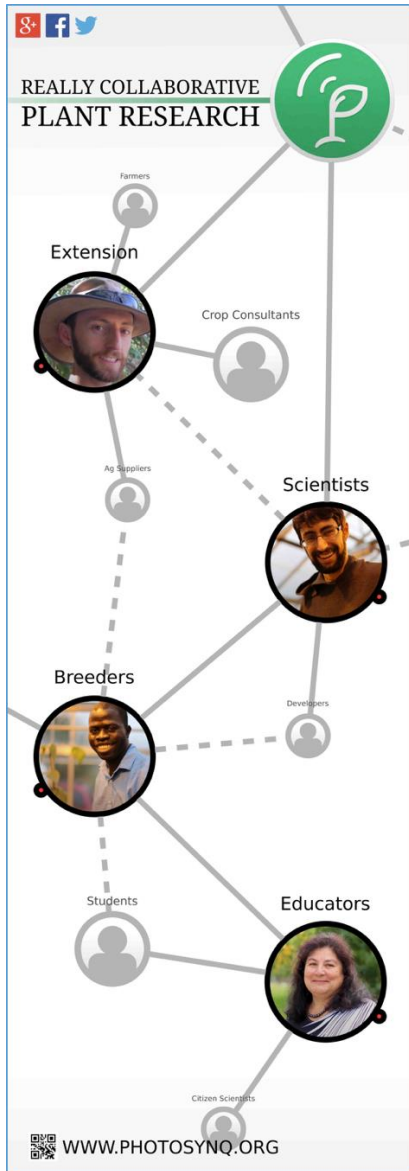 g+ f
REALLY COLLABORATIVE
PLANT RESEARCH
Farmers
Extension
Crop Consultants
Ag Suppliers
Scientists
Breeders
Developers
Students
Educators
Citizen Scientists
WWW.PHOTOSYNQ.ORG